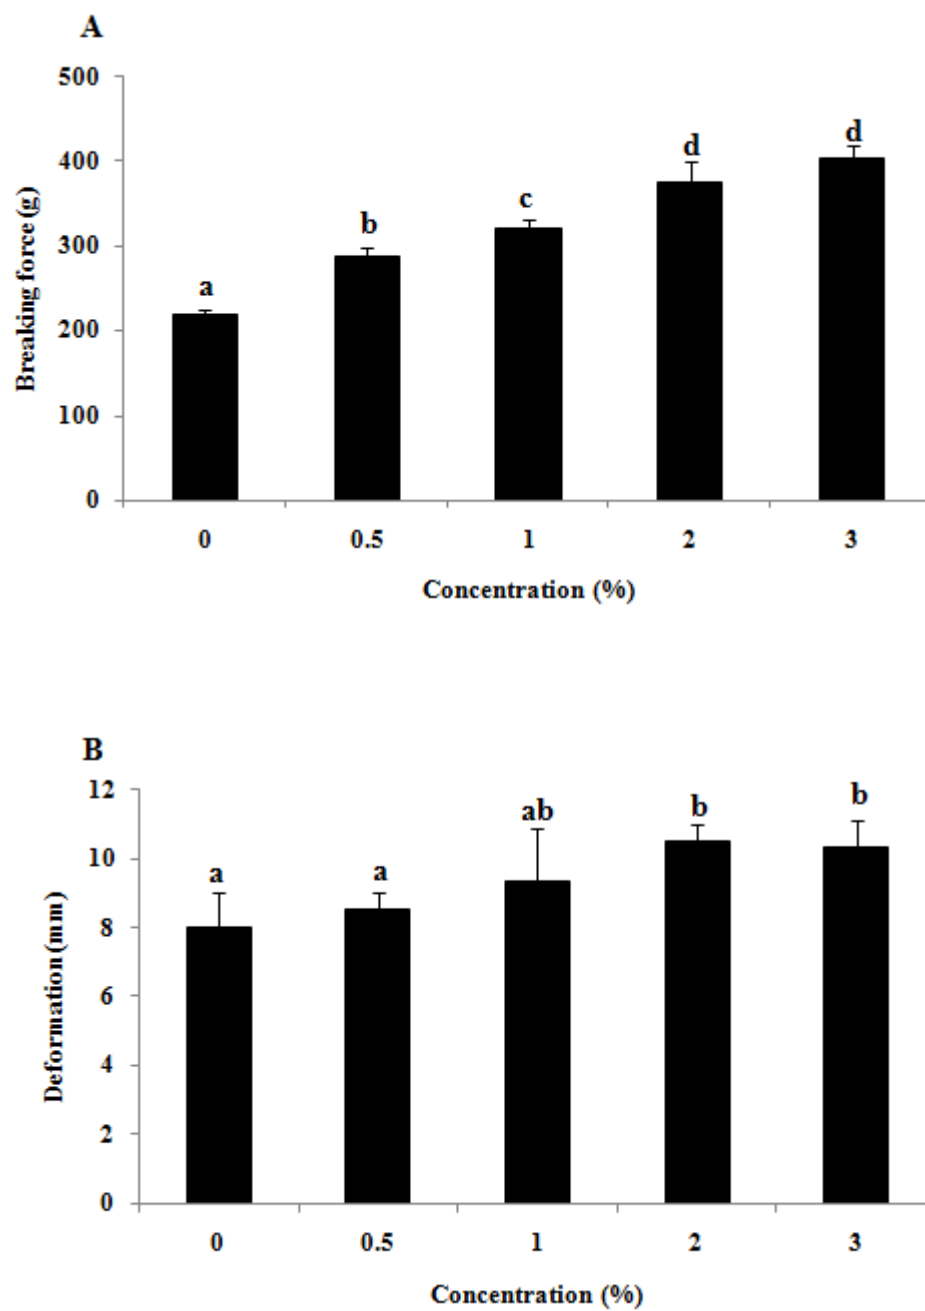 A
500
400
300
200
100
0
Breaking force (g)
a
b
c
d
d
0 0.5 1 2 3
Concentration (%)
B
12
10
8
6
4
2
0
Deformation (mm)
a
a
ab
b
b
0 0.5 1 2 3
Concentration (%)